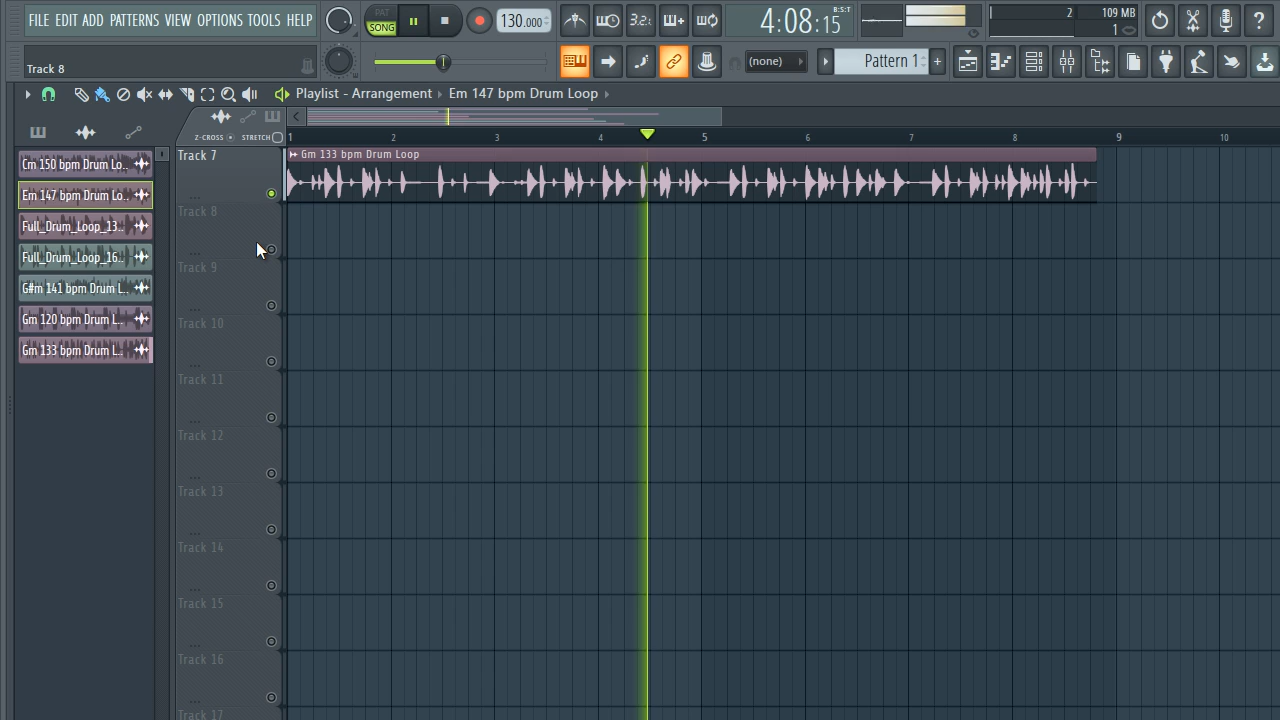 FILE EDIT ADD PATTERNS VIEW OPTIONS TOOLS HELP
PAT
SONG
130.000
3.2.
4:08:15
B:S:T
2
109 MB
1
?
Track 8
(none)
Pattern 1
+
Playlist - Arrangement › Em 147 bpm Drum Loop ›
Z-CROSS
STRETCH
1 2 3 4 5 6 7 8 9 10
Cm 150 bpm Drum Lo..
Em 147 bpm Drum Lo..
Full_Drum_Loop_13..
Full_Drum_Loop_16..
G#m 141 bpm Drum L..
Gm 120 bpm Drum L..
Gm 133 bpm Drum L..
Track 7
Gm 133 bpm Drum Loop
...
Track 8
...
Track 9
...
Track 10
...
Track 11
...
Track 12
...
Track 13
...
Track 14
...
Track 15
...
Track 16
...
Track 17